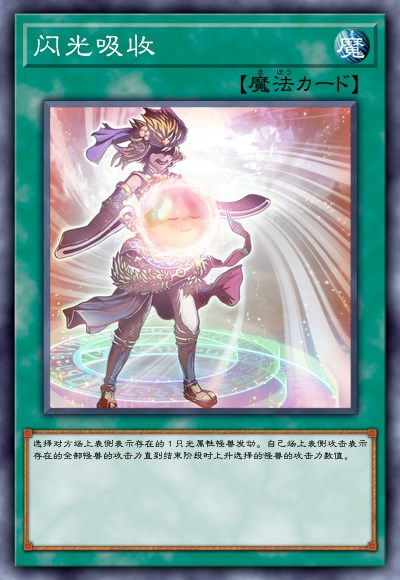 闪光吸收
魔
【魔法カード】
まほう
选择对方场上表侧表示存在的1只光属性怪兽发动。自己场上表侧攻击表示
存在的全部怪兽的攻击力直到结束阶段时上升选择的怪兽的攻击力数值。